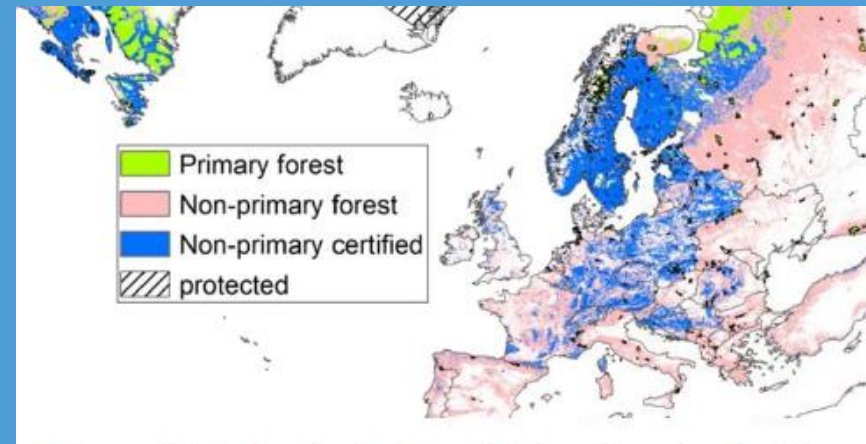 Primary forest
Non-primary forest
Non-primary certified
protected